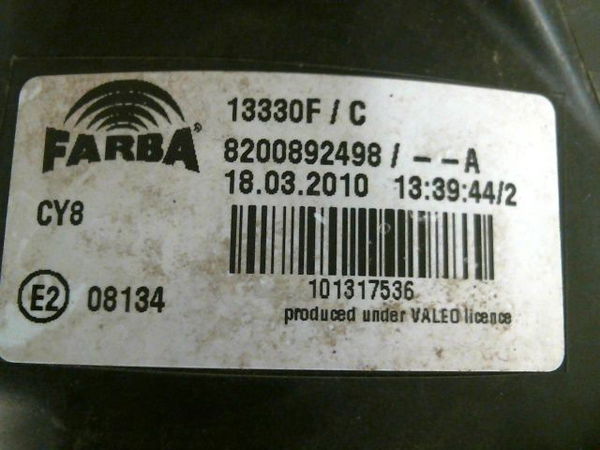 FARBA®
13330F / C
8200892498 / – –A
18.03.2010 13:39:44/2
CY8
101317536
E2 08134
produced under VALEO licence